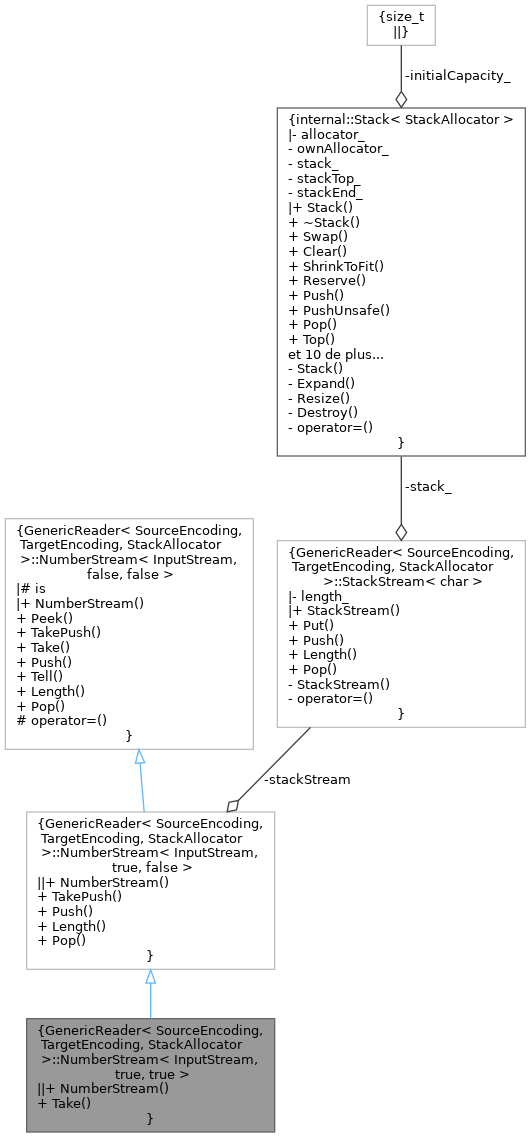 {size_t
||}
-initialCapacity_
{internal::Stack< StackAllocator >
|- allocator_
- ownAllocator_
- stack_
- stackTop_
- stackEnd_
|+ Stack()
+ ~Stack()
+ Swap()
+ Clear()
+ ShrinkToFit()
+ Reserve()
+ Push()
+ PushUnsafe()
+ Pop()
+ Top()
et 10 de plus...
- Stack()
- Expand()
- Resize()
- Destroy()
- operator=()
}
-stack_
{GenericReader< SourceEncoding,
TargetEncoding, StackAllocator
>::NumberStream< InputStream,
false, false >
|# is
|+ NumberStream()
+ Peek()
+ TakePush()
+ Take()
+ Push()
+ Tell()
+ Length()
+ Pop()
# operator=()
}
{GenericReader< SourceEncoding,
TargetEncoding, StackAllocator
>::StackStream< char >
|- length_
|+ StackStream()
+ Put()
+ Push()
+ Length()
+ Pop()
- StackStream()
- operator=()
}
-stackStream
{GenericReader< SourceEncoding,
TargetEncoding, StackAllocator
>::NumberStream< InputStream,
true, false >
||+ NumberStream()
+ TakePush()
+ Push()
+ Length()
+ Pop()
}
{GenericReader< SourceEncoding,
TargetEncoding, StackAllocator
>::NumberStream< InputStream,
true, true >
||+ NumberStream()
+ Take()
}